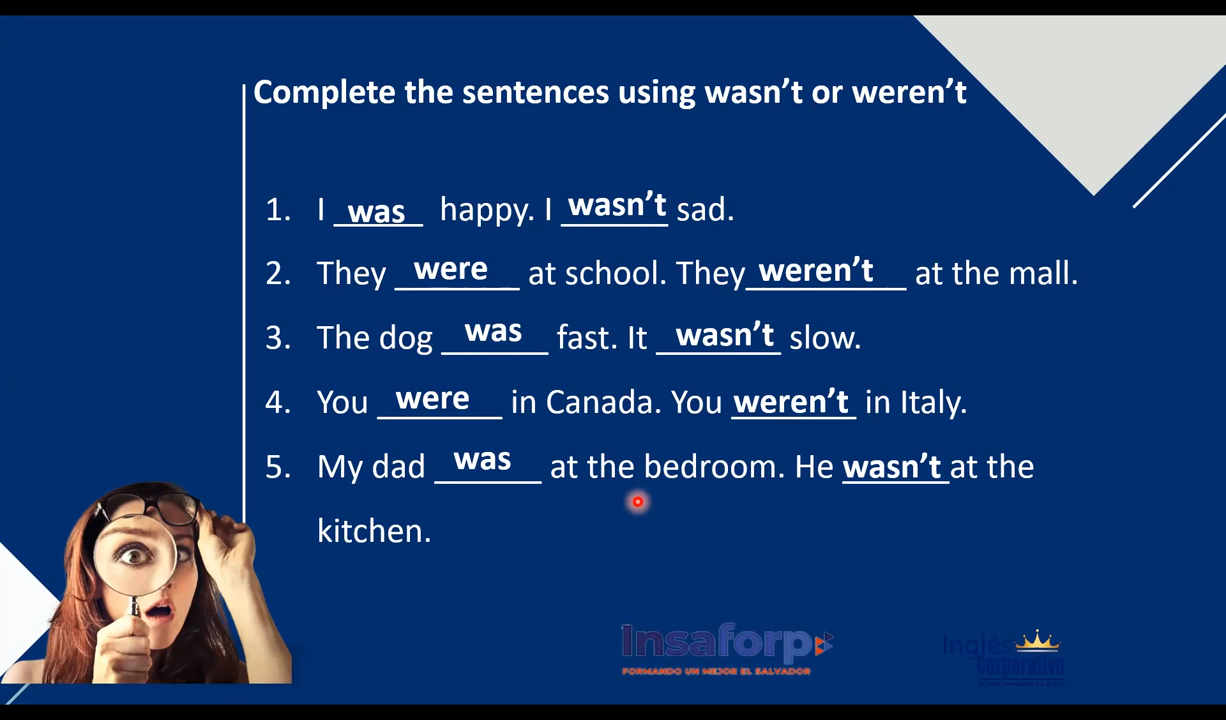 Complete the sentences using wasn’t or weren’t
1. I was happy. I wasn’t sad.
2. They were at school. They weren’t at the mall.
3. The dog was fast. It wasn’t slow.
4. You were in Canada. You weren’t in Italy.
5. My dad was at the bedroom. He wasn’t at the
kitchen.
Insaforp
FORMANDO UN MEJOR EL SALVADOR
Inglés
Corporativo